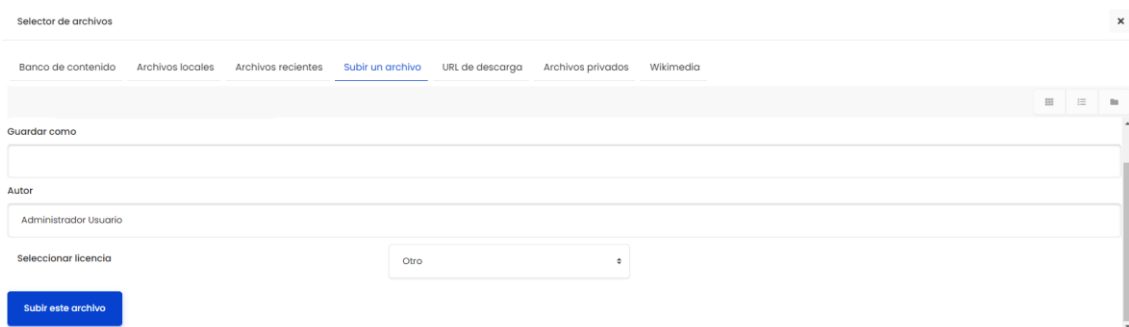 Selector de archivos
Banco de contenido Archivos locales Archivos recientes Subir un archivo URL de descarga Archivos privados Wikimedia
Guardar como
Autor
Administrador Usuario
Seleccionar licencia Otro
Subir este archivo